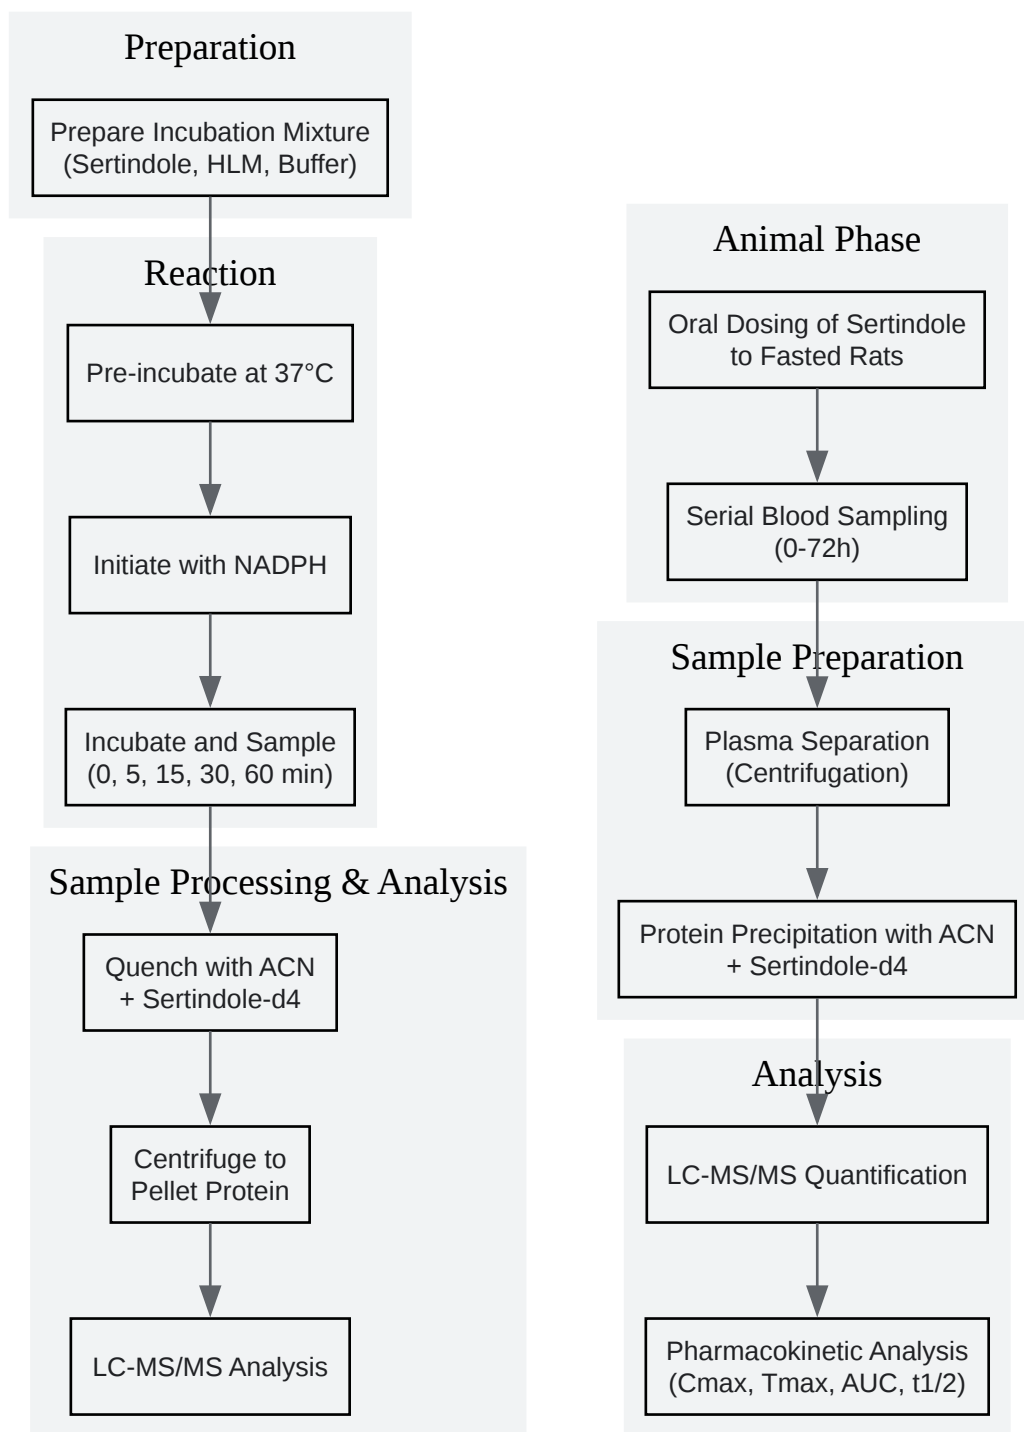 Preparation
Prepare Incubation Mixture
(Sertindole, HLM, Buffer)
Reaction
Pre-incubate at 37°C
Initiate with NADPH
Incubate and Sample
(0, 5, 15, 30, 60 min)
Sample Processing & Analysis
Quench with ACN
+ Sertindole-d4
Centrifuge to
Pellet Protein
LC-MS/MS Analysis
Animal Phase
Oral Dosing of Sertindole
to Fasted Rats
Serial Blood Sampling
(0-72h)
Sample Preparation
Plasma Separation
(Centrifugation)
Protein Precipitation with ACN
+ Sertindole-d4
Analysis
LC-MS/MS Quantification
Pharmacokinetic Analysis
(Cmax, Tmax, AUC, t1/2)